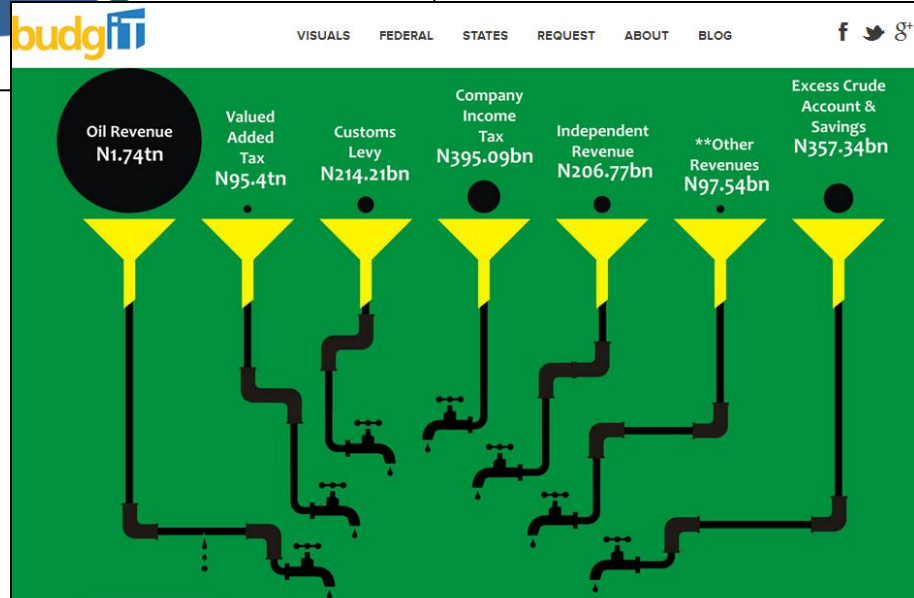 budgIT
VISUALS FEDERAL STATES REQUEST ABOUT BLOG
f g+
Oil Revenue
N1.74tn
Valued
Added
Tax
N95.4tn
Customs
Levy
N214.21bn
Company
Income
Tax
N395.09bn
Independent
Revenue
N206.77bn
**Other
Revenues
N97.54bn
Excess Crude
Account &
Savings
N357.34bn